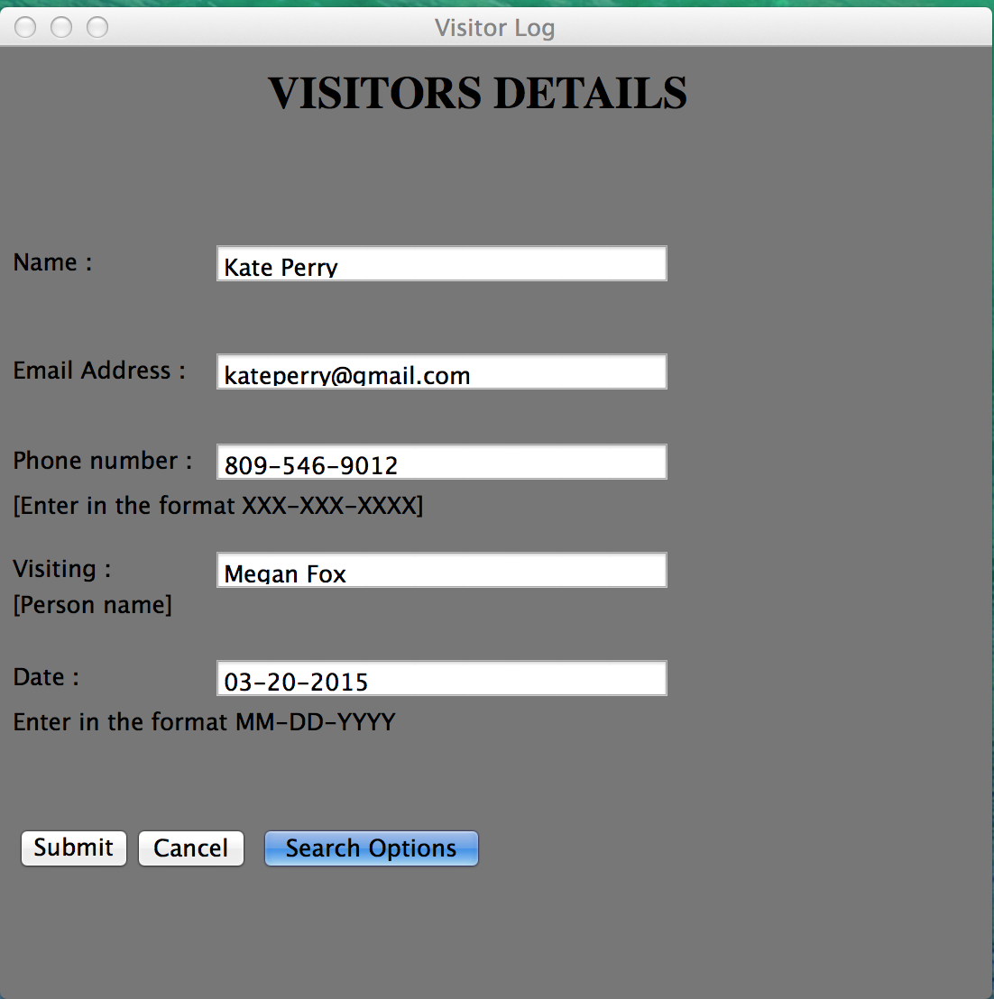 Visitor Log
VISITORS DETAILS
Name : Kate Perry
Email Address : kateperry@gmail.com
Phone number : 809-546-9012
[Enter in the format XXX-XXX-XXXX]
Visiting : Megan Fox
[Person name]
Date : 03-20-2015
Enter in the format MM-DD-YYYY
Submit Cancel Search Options